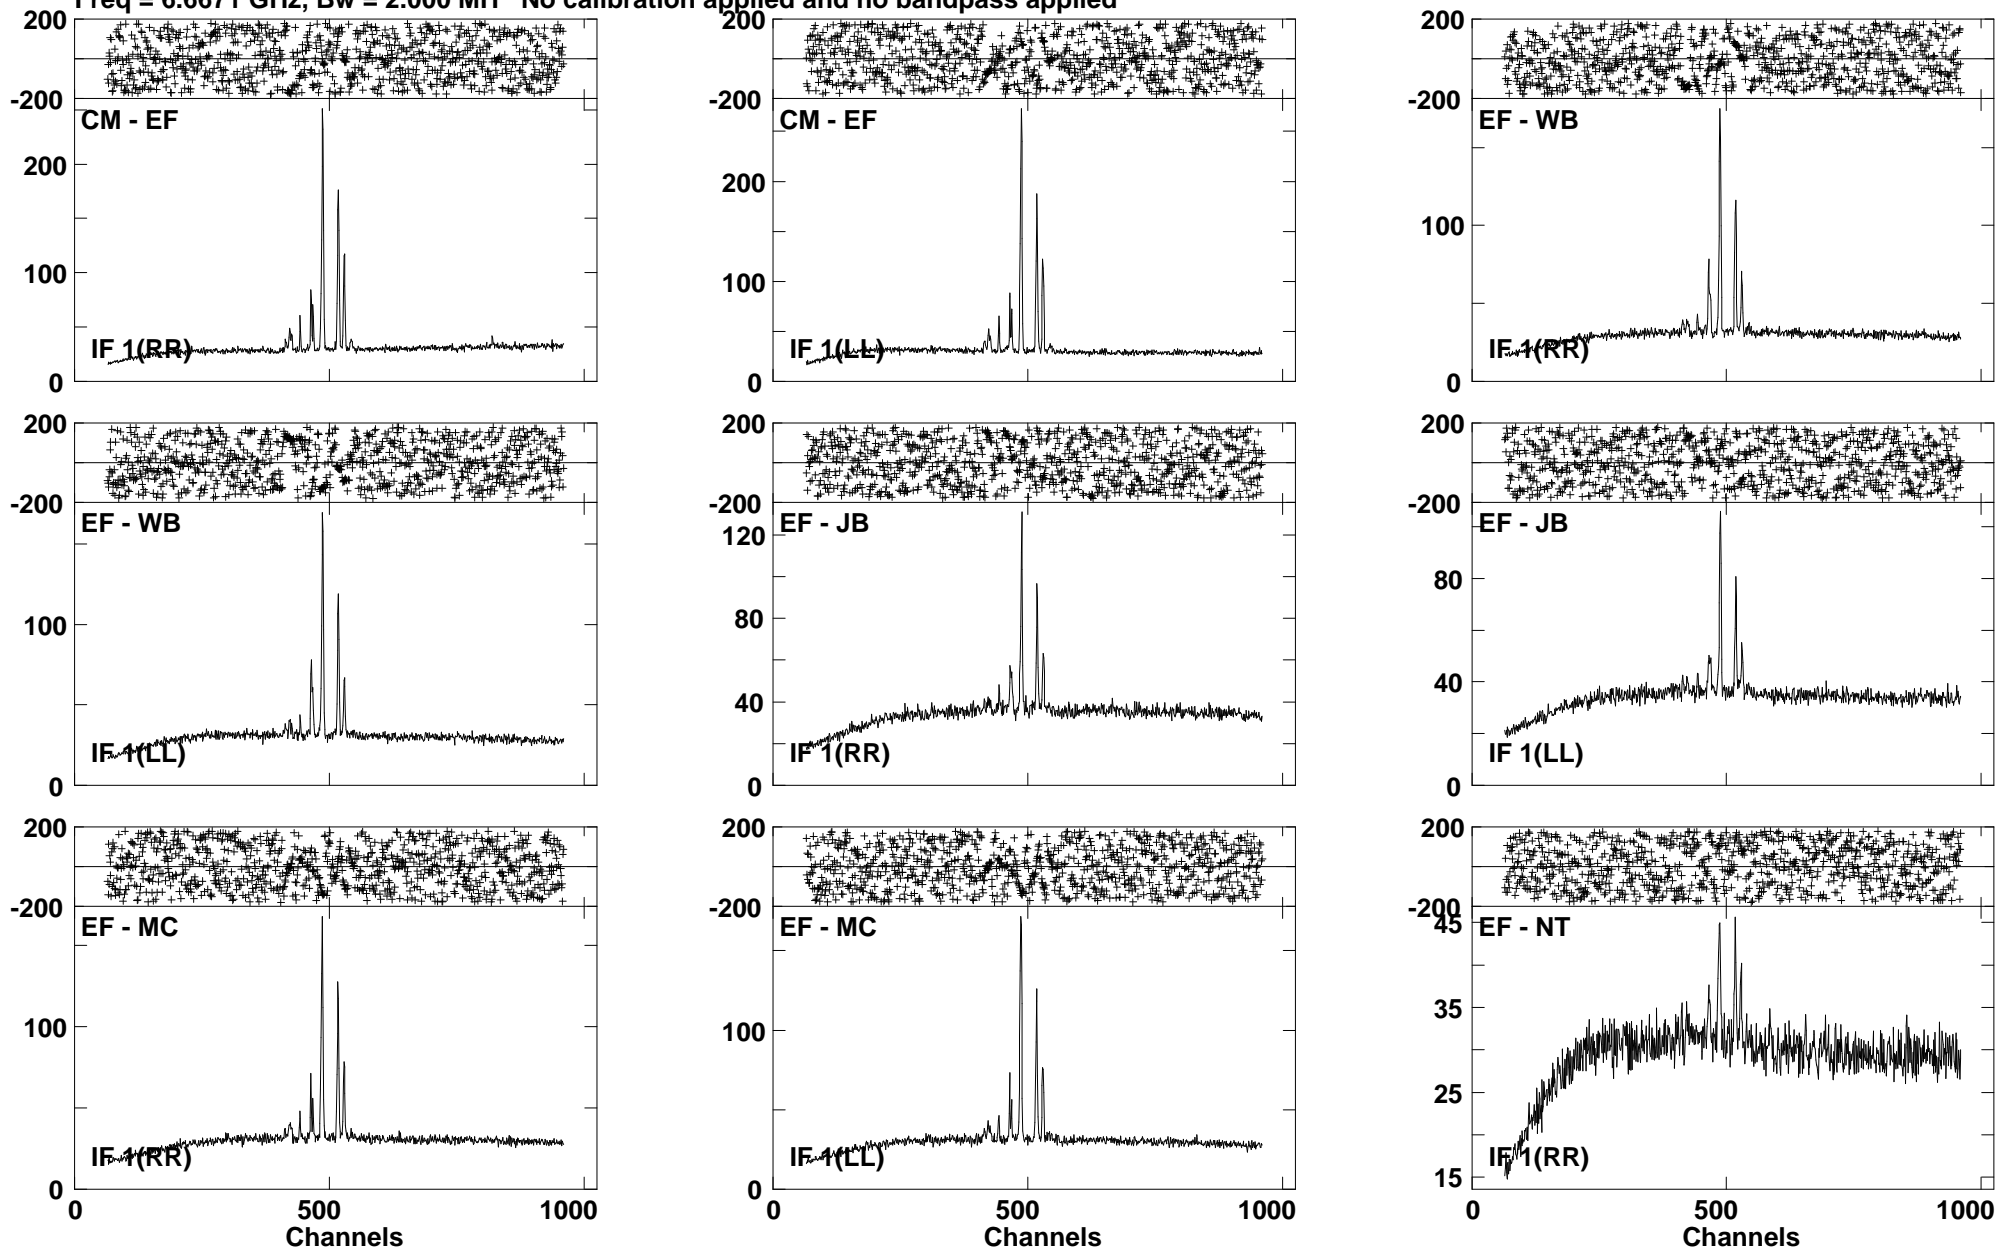 Freq = 6.6671 GHz, Bw = 2.000 MH No calibration applied and no bandpass applied
200 200 200
-200 -200 -200
CM - EF CM - EF EF - WB
200 200
100
100 100
IF 1(RR) IF 1(LL) IF 1(RR)
0 0 0
200 200 200
-200 -200 -200
EF - WB EF - JB EF - JB
120
80
100 80
40 40
IF 1(LL) IF 1(RR) IF 1(LL)
0 0 0
200 200 200
-200 -200 -200
45
EF - MC EF - MC EF - NT
35
100 100
25
IF 1(RR) IF 1(LL) IF 1(RR)
15
0 0
0 500 1000 0 500 1000 0 500 1000
Channels Channels Channels